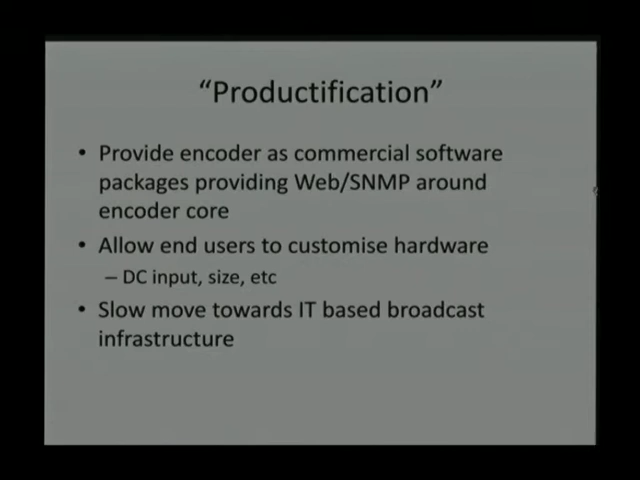 “Productification”
• Provide encoder as commercial software
packages providing Web/SNMP around
encoder core
• Allow end users to customise hardware
– DC input, size, etc
• Slow move towards IT based broadcast
infrastructure